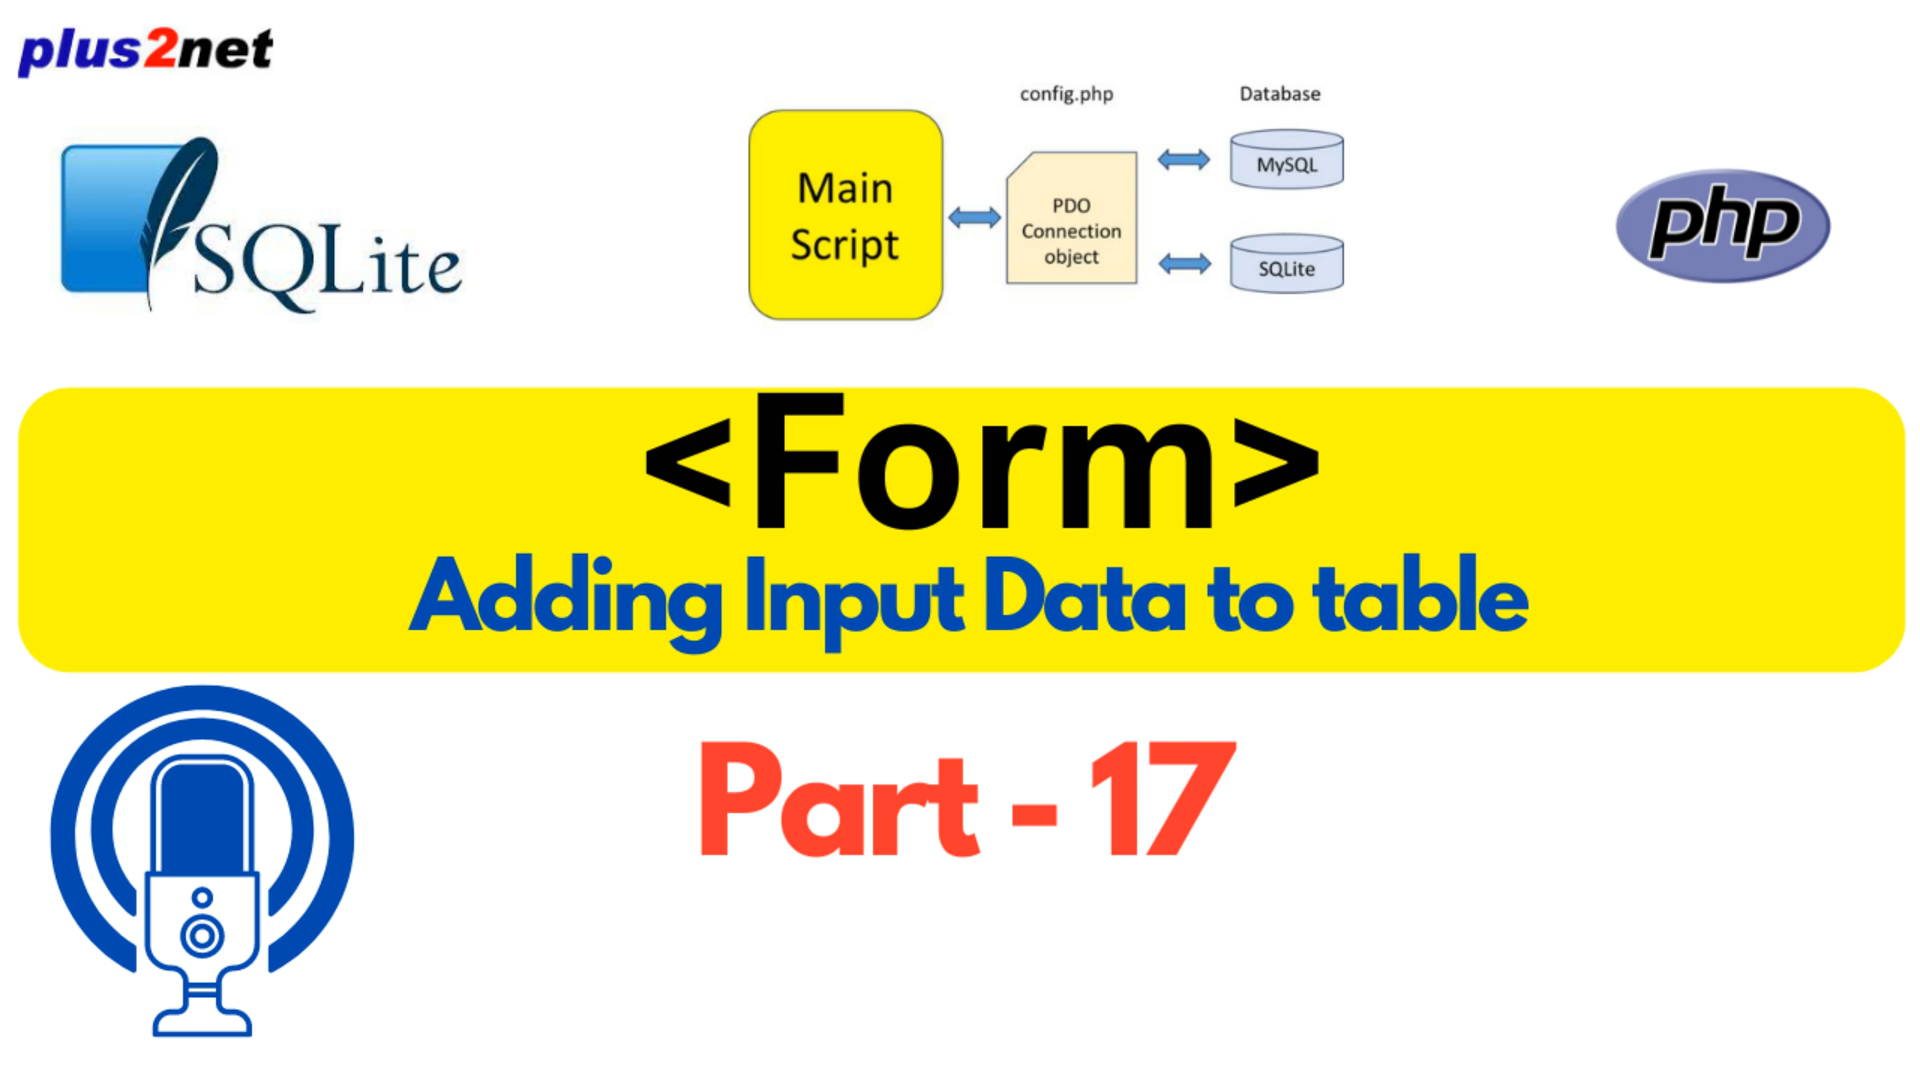 plus2net
SQLite
config.php
Database
Main
Script
PDO
Connection
object
MySQL
SQLite
php
<Form>
Adding Input Data to table
Part - 17